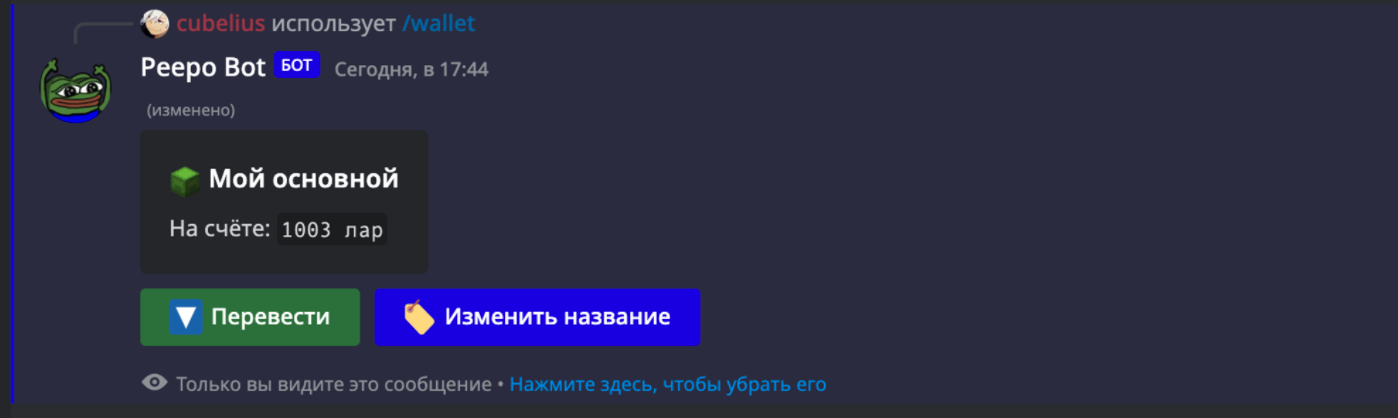 cubelius использует /wallet
Peepo Bot БОТ Сегодня, в 17:44
(изменено)
Мой основной
На счёте: 1003 лар
Перевести Изменить название
Только вы видите это сообщение • Нажмите здесь, чтобы убрать его